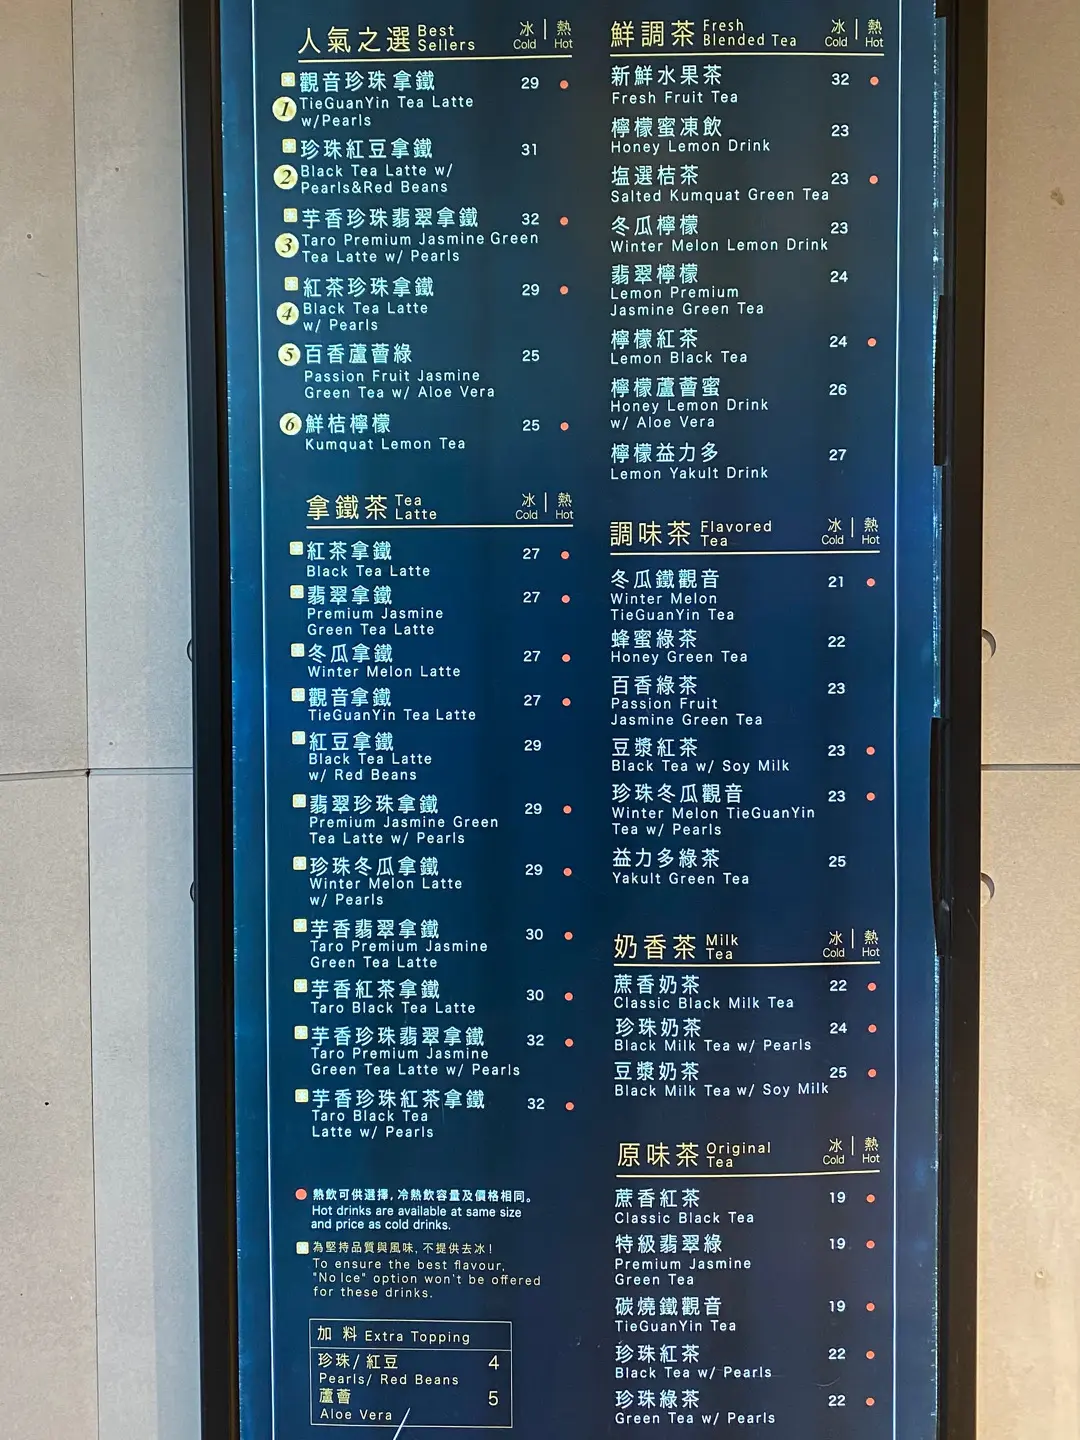 人氣之選 Best Sellers 冰 Cold | 熱 Hot
觀音珍珠拿鐵 29
1 TieGuanYin Tea Latte
w/Pearls
珍珠紅豆拿鐵 31
2 Black Tea Latte w/
Pearls&Red Beans
芋香珍珠翡翠拿鐵 32
3 Taro Premium Jasmine Green
Tea Latte w/ Pearls
紅茶珍珠拿鐵 29
4 Black Tea Latte
w/ Pearls
5 百香蘆薈綠 25
Passion Fruit Jasmine
Green Tea w/ Aloe Vera
6 鮮桔檸檬 25
Kumquat Lemon Tea
拿鐵茶 Tea Latte 冰 Cold | 熱 Hot
紅茶拿鐵 27
Black Tea Latte
翡翠拿鐵 27
Premium Jasmine
Green Tea Latte
冬瓜拿鐵 27
Winter Melon Latte
觀音拿鐵 27
TieGuanYin Tea Latte
紅豆拿鐵 29
Black Tea Latte
w/ Red Beans
翡翠珍珠拿鐵 29
Premium Jasmine Green
Tea Latte w/ Pearls
珍珠冬瓜拿鐵 29
Winter Melon Latte
w/ Pearls
芋香翡翠拿鐵 30
Taro Premium Jasmine
Green Tea Latte
芋香紅茶拿鐵 30
Taro Black Tea Latte
芋香珍珠翡翠拿鐵 32
Taro Premium Jasmine
Green Tea Latte w/ Pearls
芋香珍珠紅茶拿鐵 32
Taro Black Tea
Latte w/ Pearls
熱飲可供選擇，冷熱飲容量及價格相同。
Hot drinks are available at same size
and price as cold drinks.
為堅持品質與風味，不提供去冰！
To ensure the best flavour,
"No Ice" option won't be offered
for these drinks.
加料 Extra Topping
珍珠/紅豆 4
Pearls/ Red Beans
蘆薈 5
Aloe Vera
鮮調茶 Fresh Blended Tea 冰 Cold | 熱 Hot
新鮮水果茶 32
Fresh Fruit Tea
檸檬蜜凍飲 23
Honey Lemon Drink
塩選桔茶 23
Salted Kumquat Green Tea
冬瓜檸檬 23
Winter Melon Lemon Drink
翡翠檸檬 24
Lemon Premium
Jasmine Green Tea
檸檬紅茶 24
Lemon Black Tea
檸檬蘆薈蜜 26
Honey Lemon Drink
w/ Aloe Vera
檸檬益力多 27
Lemon Yakult Drink
調味茶 Flavored Tea 冰 Cold | 熱 Hot
冬瓜鐵觀音 21
Winter Melon
TieGuanYin Tea
蜂蜜綠茶 22
Honey Green Tea
百香綠茶 23
Passion Fruit
Jasmine Green Tea
豆漿紅茶 23
Black Tea w/ Soy Milk
珍珠冬瓜觀音 23
Winter Melon TieGuanYin
Tea w/ Pearls
益力多綠茶 25
Yakult Green Tea
奶香茶 Milk Tea 冰 Cold | 熱 Hot
蔗香奶茶 22
Classic Black Milk Tea
珍珠奶茶 24
Black Milk Tea w/ Pearls
豆漿奶茶 25
Black Milk Tea w/ Soy Milk
原味茶 Original Tea 冰 Cold | 熱 Hot
蔗香紅茶 19
Classic Black Tea
特級翡翠綠 19
Premium Jasmine
Green Tea
碳燒鐵觀音 19
TieGuanYin Tea
珍珠紅茶 22
Black Tea w/ Pearls
珍珠綠茶 22
Green Tea w/ Pearls